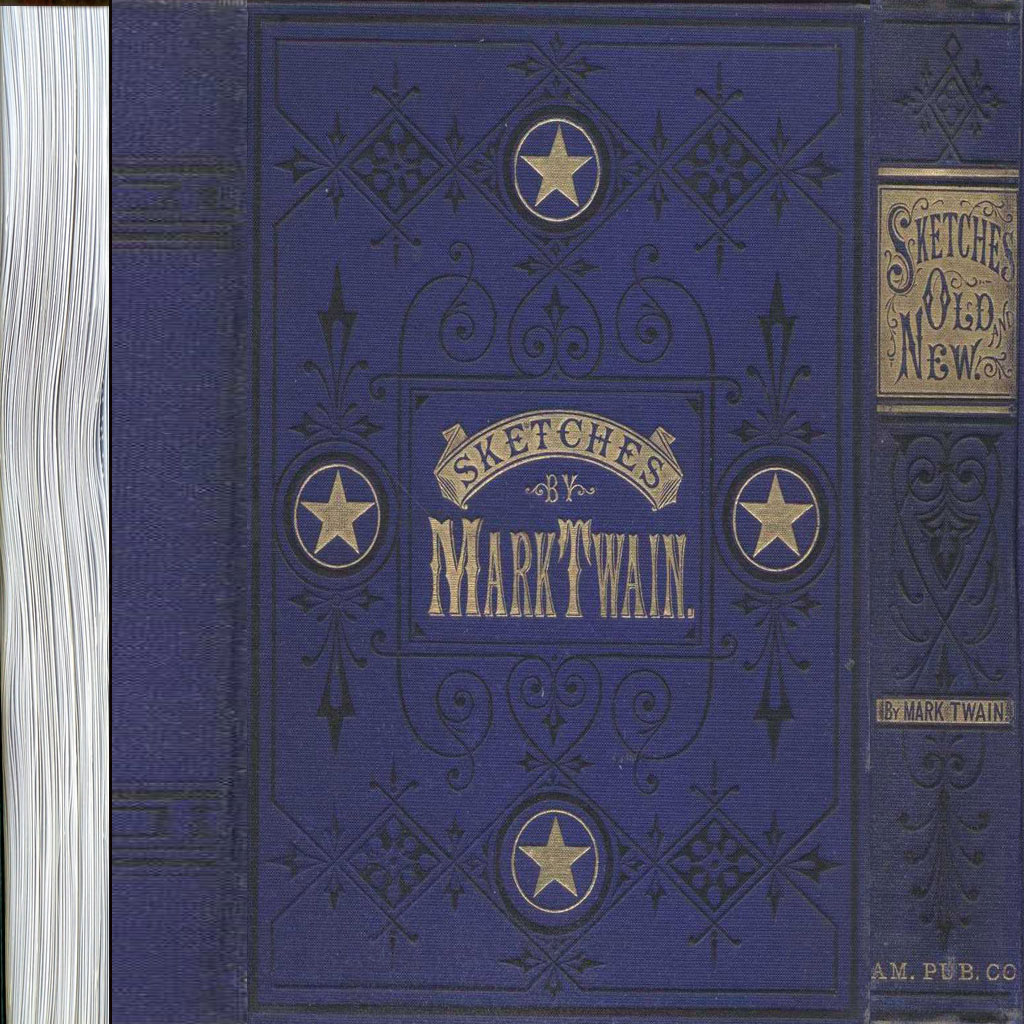 SKETCHES
BY
MARK TWAIN.
SKETCHES
OLD AND
NEW.
BY MARK TWAIN
AM. PUB. CO